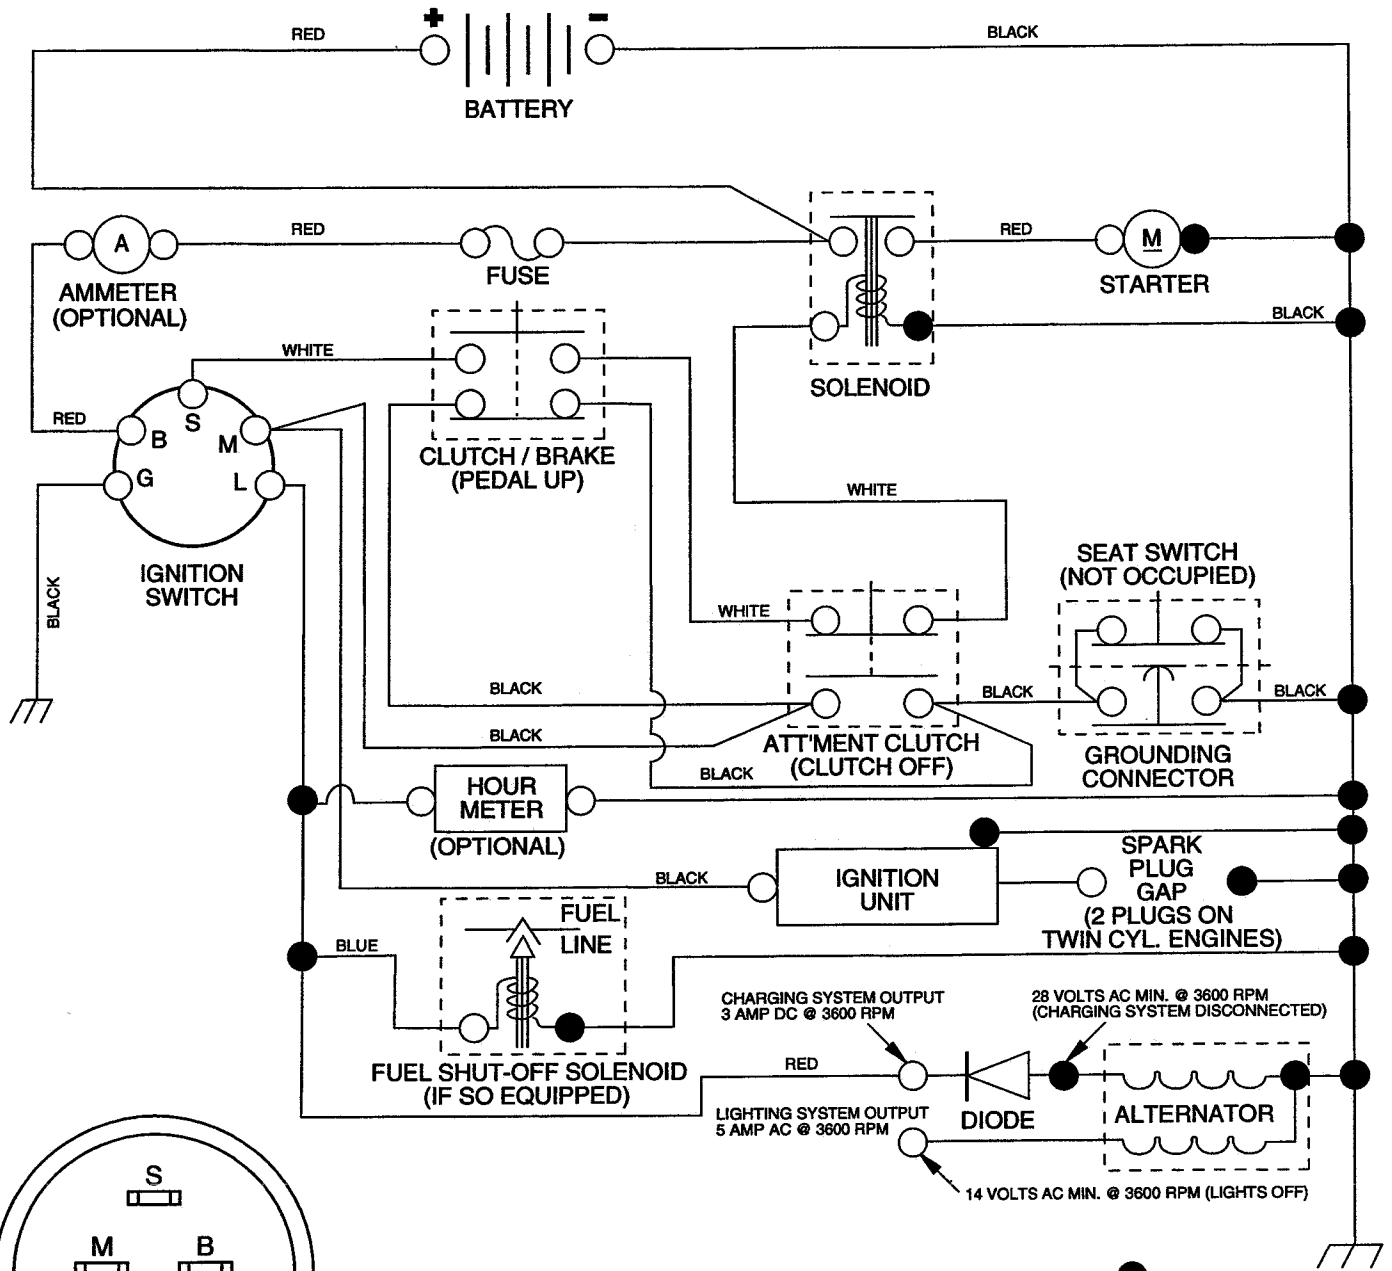 + –
RED
BLACK
BATTERY
A
RED
FUSE
RED
M
STARTER
AMMETER
(OPTIONAL)
BLACK
WHITE
SOLENOID
RED
B
S
M
G
L
CLUTCH / BRAKE
(PEDAL UP)
WHITE
IGNITION
SWITCH
BLACK
SEAT SWITCH
(NOT OCCUPIED)
WHITE
BLACK
BLACK
BLACK
BLACK
ATT'MENT CLUTCH
(CLUTCH OFF)
GROUNDING
CONNECTOR
BLACK
HOUR
METER
(OPTIONAL)
BLACK
IGNITION
UNIT
SPARK
PLUG
GAP
(2 PLUGS ON
TWIN CYL. ENGINES)
BLUE
FUEL
LINE
CHARGING SYSTEM OUTPUT
3 AMP DC @ 3600 RPM
28 VOLTS AC MIN. @ 3600 RPM
(CHARGING SYSTEM DISCONNECTED)
FUEL SHUT-OFF SOLENOID
(IF SO EQUIPPED)
RED
DIODE
ALTERNATOR
LIGHTING SYSTEM OUTPUT
5 AMP AC @ 3600 RPM
14 VOLTS AC MIN. @ 3600 RPM (LIGHTS OFF)
S
M
B